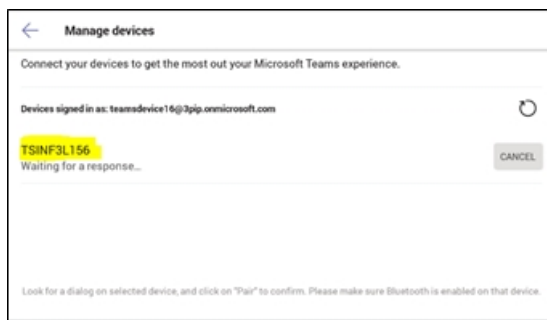 Manage devices
Connect your devices to get the most out your Microsoft Teams experience.
Devices signed in as: teamsdevice16@3pip.onmicrosoft.com
TSINF3L156
Waiting for a response...
CANCEL
Look for a dialog on selected device, and click on "Pair" to confirm. Please make sure Bluetooth is enabled on that device.